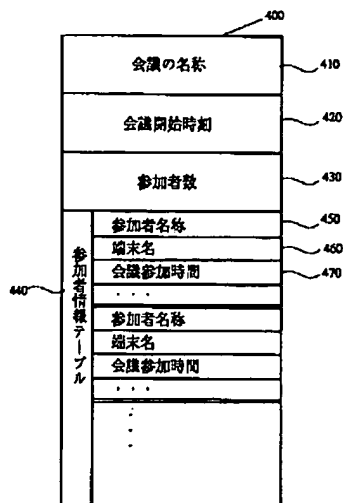 400
会議の名称
410
会議開始時刻
420
参加者数
430
440
参加者情報テーブル
参加者名称
450
端末名
460
会議参加時間
470
・・・
参加者名称
端末名
会議参加時間
・・・